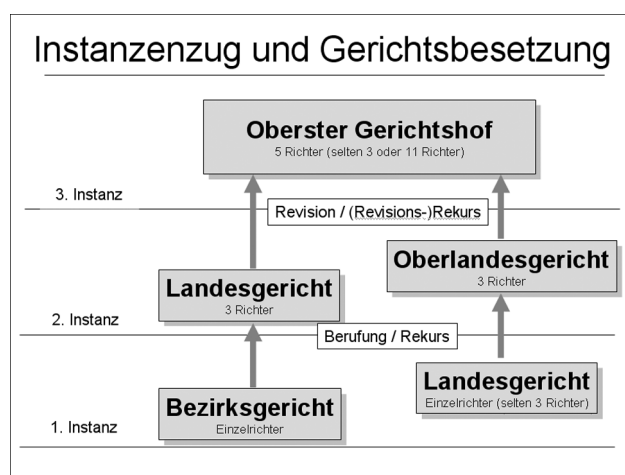 Instanzenzug und Gerichtsbesetzung
Oberster Gerichtshof
5 Richter (selten 3 oder 11 Richter)
3. Instanz
Revision / (Revisions-)Rekurs
Oberlandesgericht
3 Richter
Landesgericht
3 Richter
2. Instanz
Berufung / Rekurs
Landesgericht
Einzelrichter (selten 3 Richter)
Bezirksgericht
Einzelrichter
1. Instanz